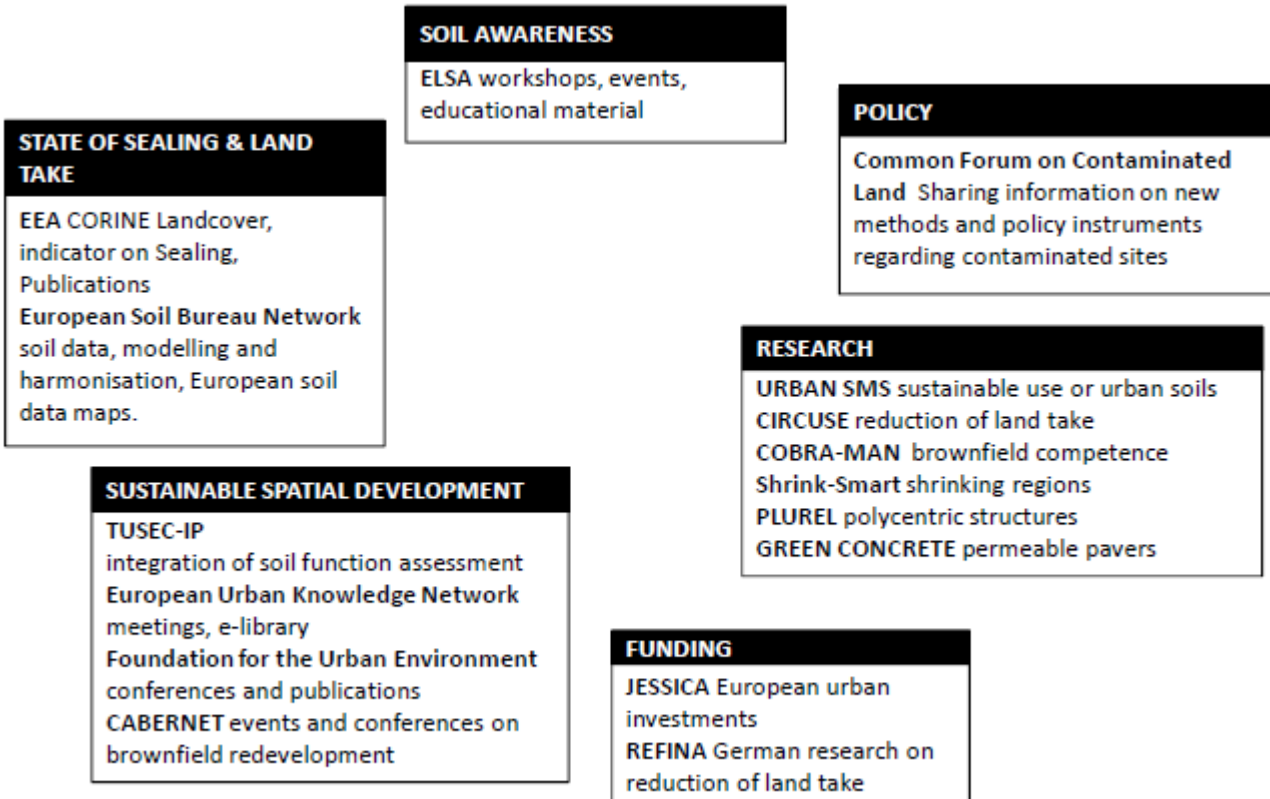 SOIL AWARENESS
ELSA workshops, events,
educational material
POLICY
Common Forum on Contaminated
Land Sharing information on new
methods and policy instruments
regarding contaminated sites
STATE OF SEALING & LAND
TAKE
EEA CORINE Landcover,
indicator on Sealing,
Publications
European Soil Bureau Network
soil data, modelling and
harmonisation, European soil
data maps.
RESEARCH
URBAN SMS sustainable use or urban soils
CIRCUSE reduction of land take
COBRA-MAN brownfield competence
Shrink-Smart shrinking regions
PLUREL polycentric structures
GREEN CONCRETE permeable pavers
SUSTAINABLE SPATIAL DEVELOPMENT
TUSEC-IP
integration of soil function assessment
European Urban Knowledge Network
meetings, e-library
Foundation for the Urban Environment
conferences and publications
CABERNET events and conferences on
brownfield redevelopment
FUNDING
JESSICA European urban
investments
REFINA German research on
reduction of land take